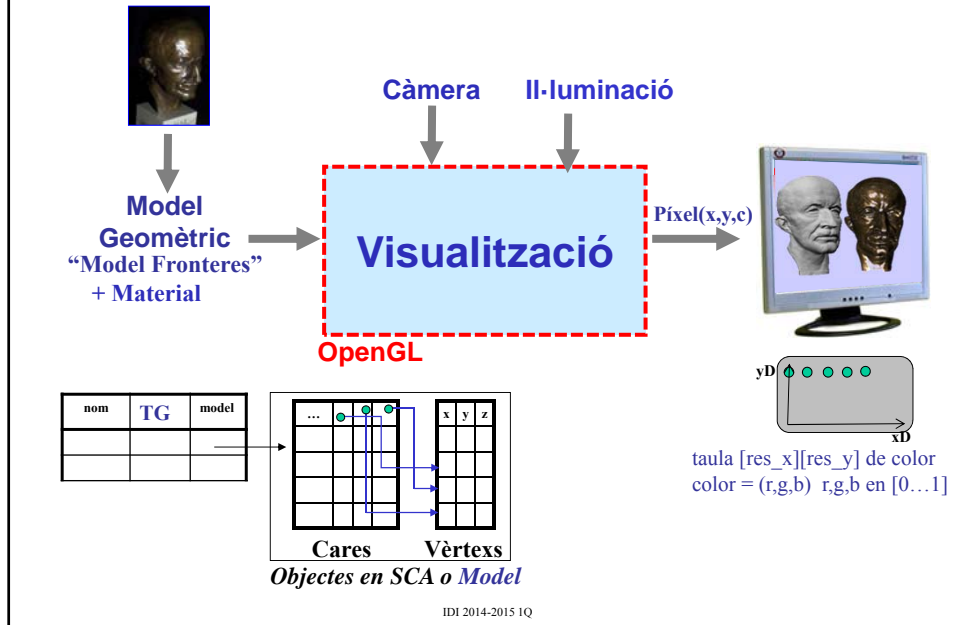 Càmera
Il·luminació
Model
Geomètric
“Model Fronteres”
+ Material
Visualització
OpenGL
Píxel(x,y,c)
yD
xD
taula [res_x][res_y] de color
color = (r,g,b) r,g,b en [0…1]
nom TG model
…
x y z
Cares Vèrtexs
Objectes en SCA o Model
IDI 2014-2015 1Q